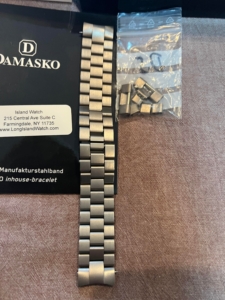 D
DAMASKO
Island Watch
215 Central Ave Suite C
Farmingdale, NY 11735
www.LongIslandWatch.com
Manufakturstahlband
inhouse-bracelet